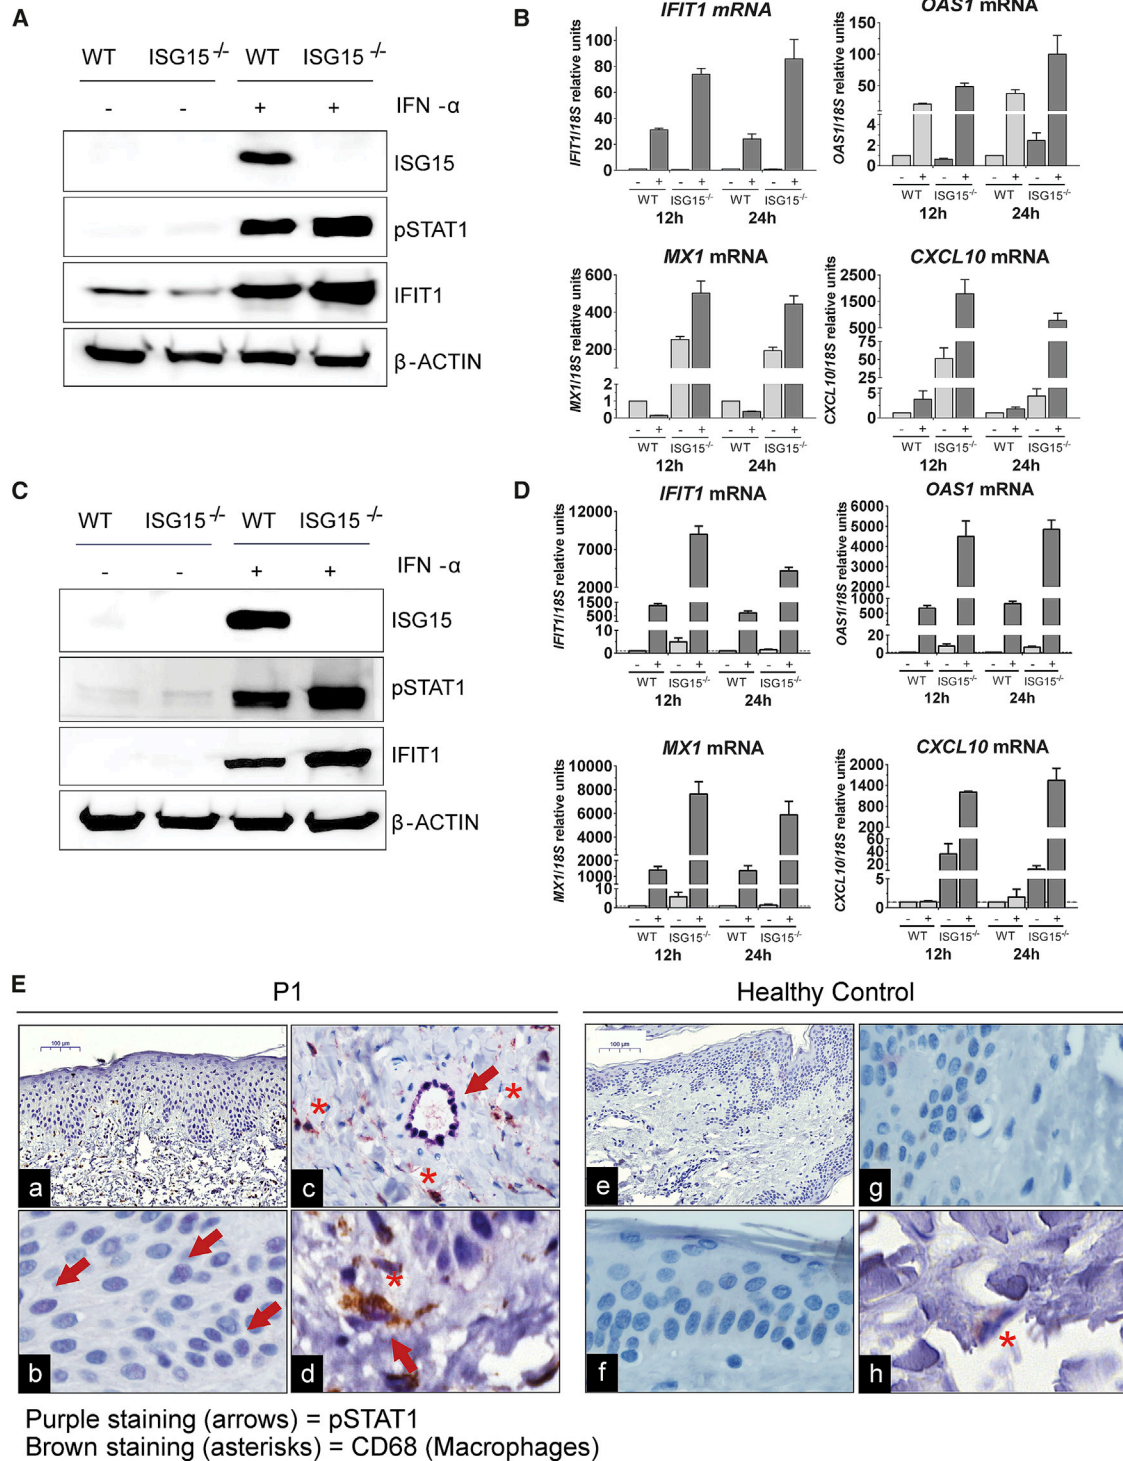 A
WT ISG15 -/- WT ISG15 -/-
- - + + IFN -α
ISG15
pSTAT1
IFIT1
β-ACTIN
B
IFIT1 mRNA
IFIT1/18S relative units
100
80
60
40
20
0
- + - + - + - +
WT ISG15-/- WT ISG15-/-
12h 24h
OAS1 mRNA
OAS1/18S relative units
150
100
50
4
2
0
- + - + - + - +
WT ISG15-/- WT ISG15-/-
12h 24h
MX1 mRNA
MX1/18S relative units
600
400
200
2
1
0
- + - + - + - +
WT ISG15-/- WT ISG15-/-
12h 24h
CXCL10 mRNA
CXCL10/18S relative units
2500
1500
500
75
50
25
5
0
- + - + - + - +
WT ISG15-/- WT ISG15-/-
12h 24h
C
WT ISG15 -/- WT ISG15 -/-
- - + + IFN -α
ISG15
pSTAT1
IFIT1
β-ACTIN
D
IFIT1 mRNA
IFIT1/18S relative units
12000
7000
2000
1500
500
10
0
- + - + - + - +
WT ISG15-/- WT ISG15-/-
12h 24h
OAS1 mRNA
OAS1/18S relative units
6000
5000
4000
3000
2000
1000
500
20
0
- + - + - + - +
WT ISG15-/- WT ISG15-/-
12h 24h
MX1 mRNA
MX1/18S relative units
10000
8000
6000
4000
2000
1000
10
0
- + - + - + - +
WT ISG15-/- WT ISG15-/-
12h 24h
CXCL10 mRNA
CXCL10/18S relative units
2000
1400
800
200
60
40
20
5
0
- + - + - + - +
WT ISG15-/- WT ISG15-/-
12h 24h
E
P1 Healthy Control
100 µm
a
*
*
*
c
100 µm
e
g
b
*
d
f
*
h
Purple staining (arrows) = pSTAT1
Brown staining (asterisks) = CD68 (Macrophages)